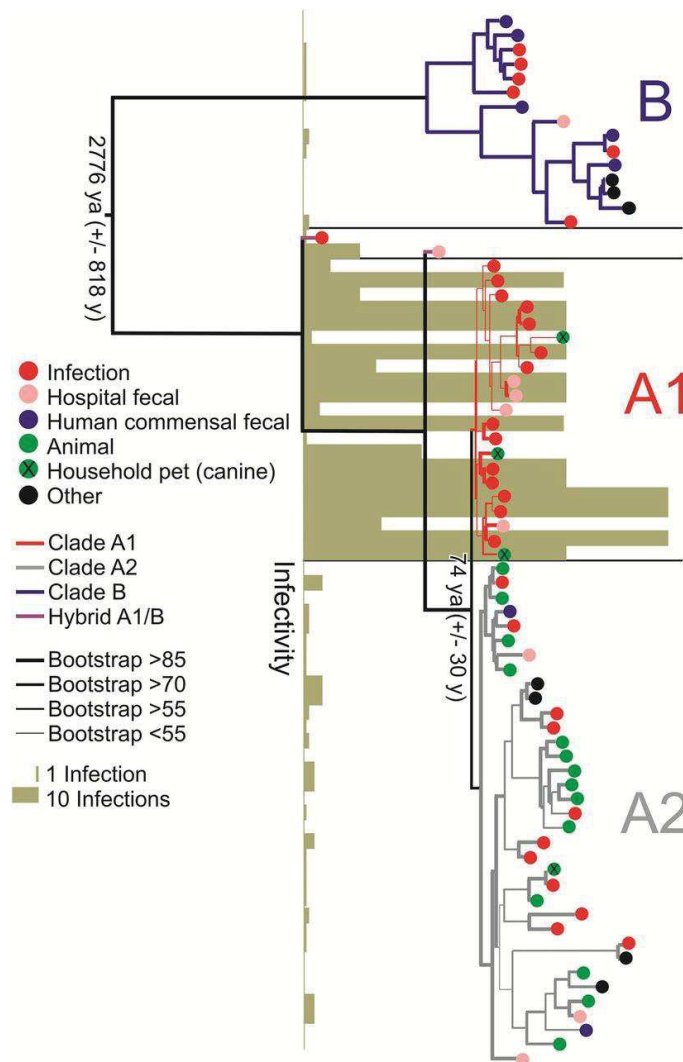 B
2776 ya (+/- 818 y)
Infection
Hospital fecal
Human commensal fecal
Animal
X Household pet (canine)
Other
A1
X
X
X
Clade A1
Clade A2
Clade B
Hybrid A1/B
Infectivity
74 ya (+/- 30 y)
Bootstrap >85
Bootstrap >70
Bootstrap >55
Bootstrap <55
1 Infection
10 Infections
A2
X